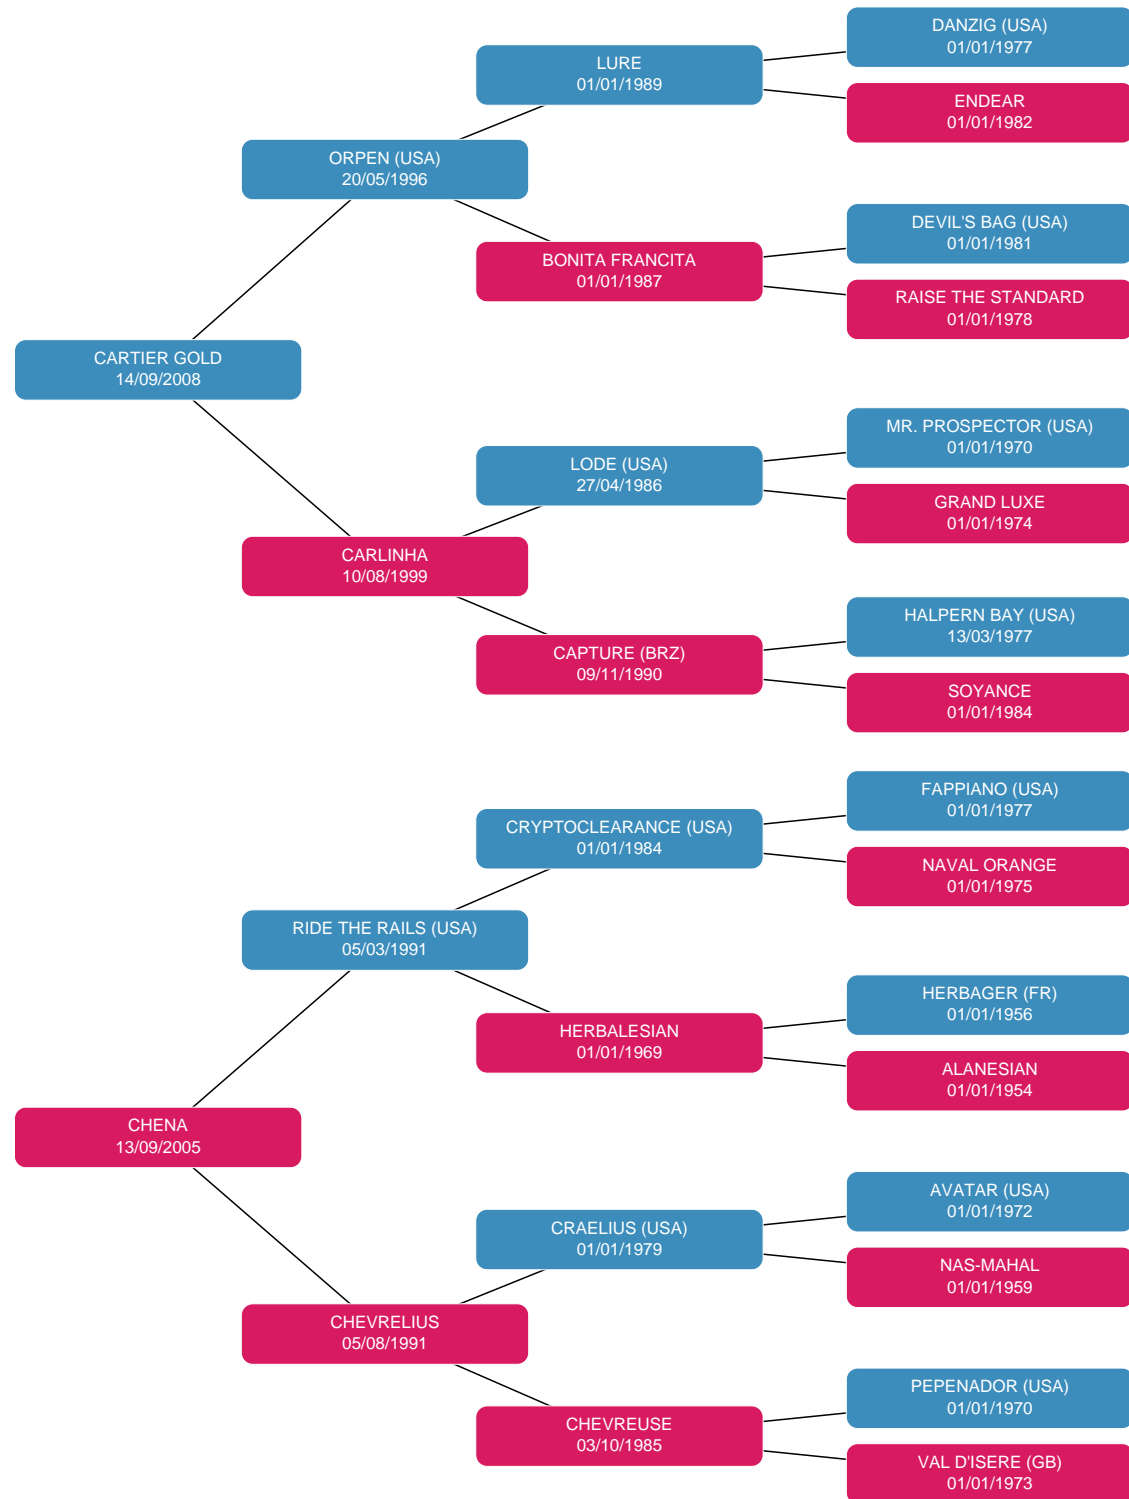 DANZIG (USA)
01/01/1977
LURE
01/01/1989
ENDEAR
01/01/1982
ORPEN (USA)
20/05/1996
DEVIL'S BAG (USA)
01/01/1981
BONITA FRANCITA
01/01/1987
RAISE THE STANDARD
01/01/1978
CARTIER GOLD
14/09/2008
MR. PROSPECTOR (USA)
01/01/1970
LODE (USA)
27/04/1986
GRAND LUXE
01/01/1974
CARLINHA
10/08/1999
HALPERN BAY (USA)
13/03/1977
CAPTURE (BRZ)
09/11/1990
SOYANCE
01/01/1984
FAPPIANO (USA)
01/01/1977
CRYPTOCLEARANCE (USA)
01/01/1984
NAVAL ORANGE
01/01/1975
RIDE THE RAILS (USA)
05/03/1991
HERBAGER (FR)
01/01/1956
HERBALESIAN
01/01/1969
ALANESIAN
01/01/1954
CHENA
13/09/2005
AVATAR (USA)
01/01/1972
CRAELIUS (USA)
01/01/1979
NAS-MAHAL
01/01/1959
CHEVRELIUS
05/08/1991
PEPENADOR (USA)
01/01/1970
CHEVREUSE
03/10/1985
VAL D'ISERE (GB)
01/01/1973